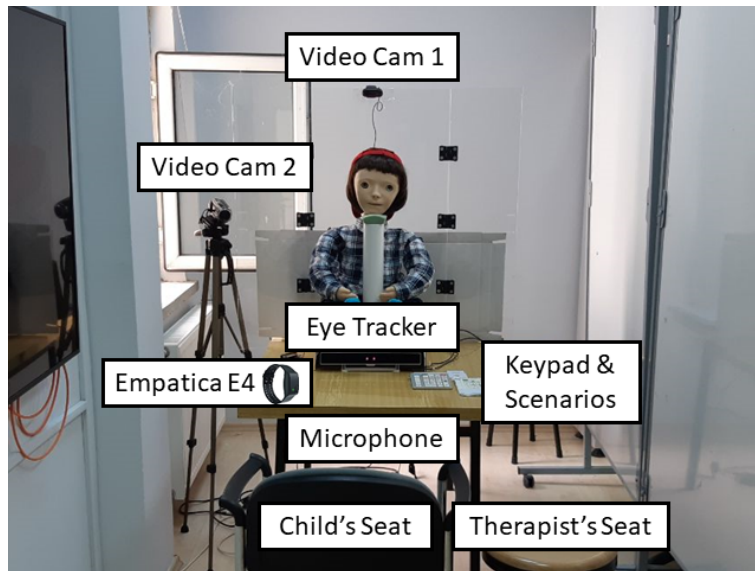 Video Cam 1
Video Cam 2
Eye Tracker
Empatica E4
Keypad &
Scenarios
Microphone
Child's Seat
Therapist's Seat